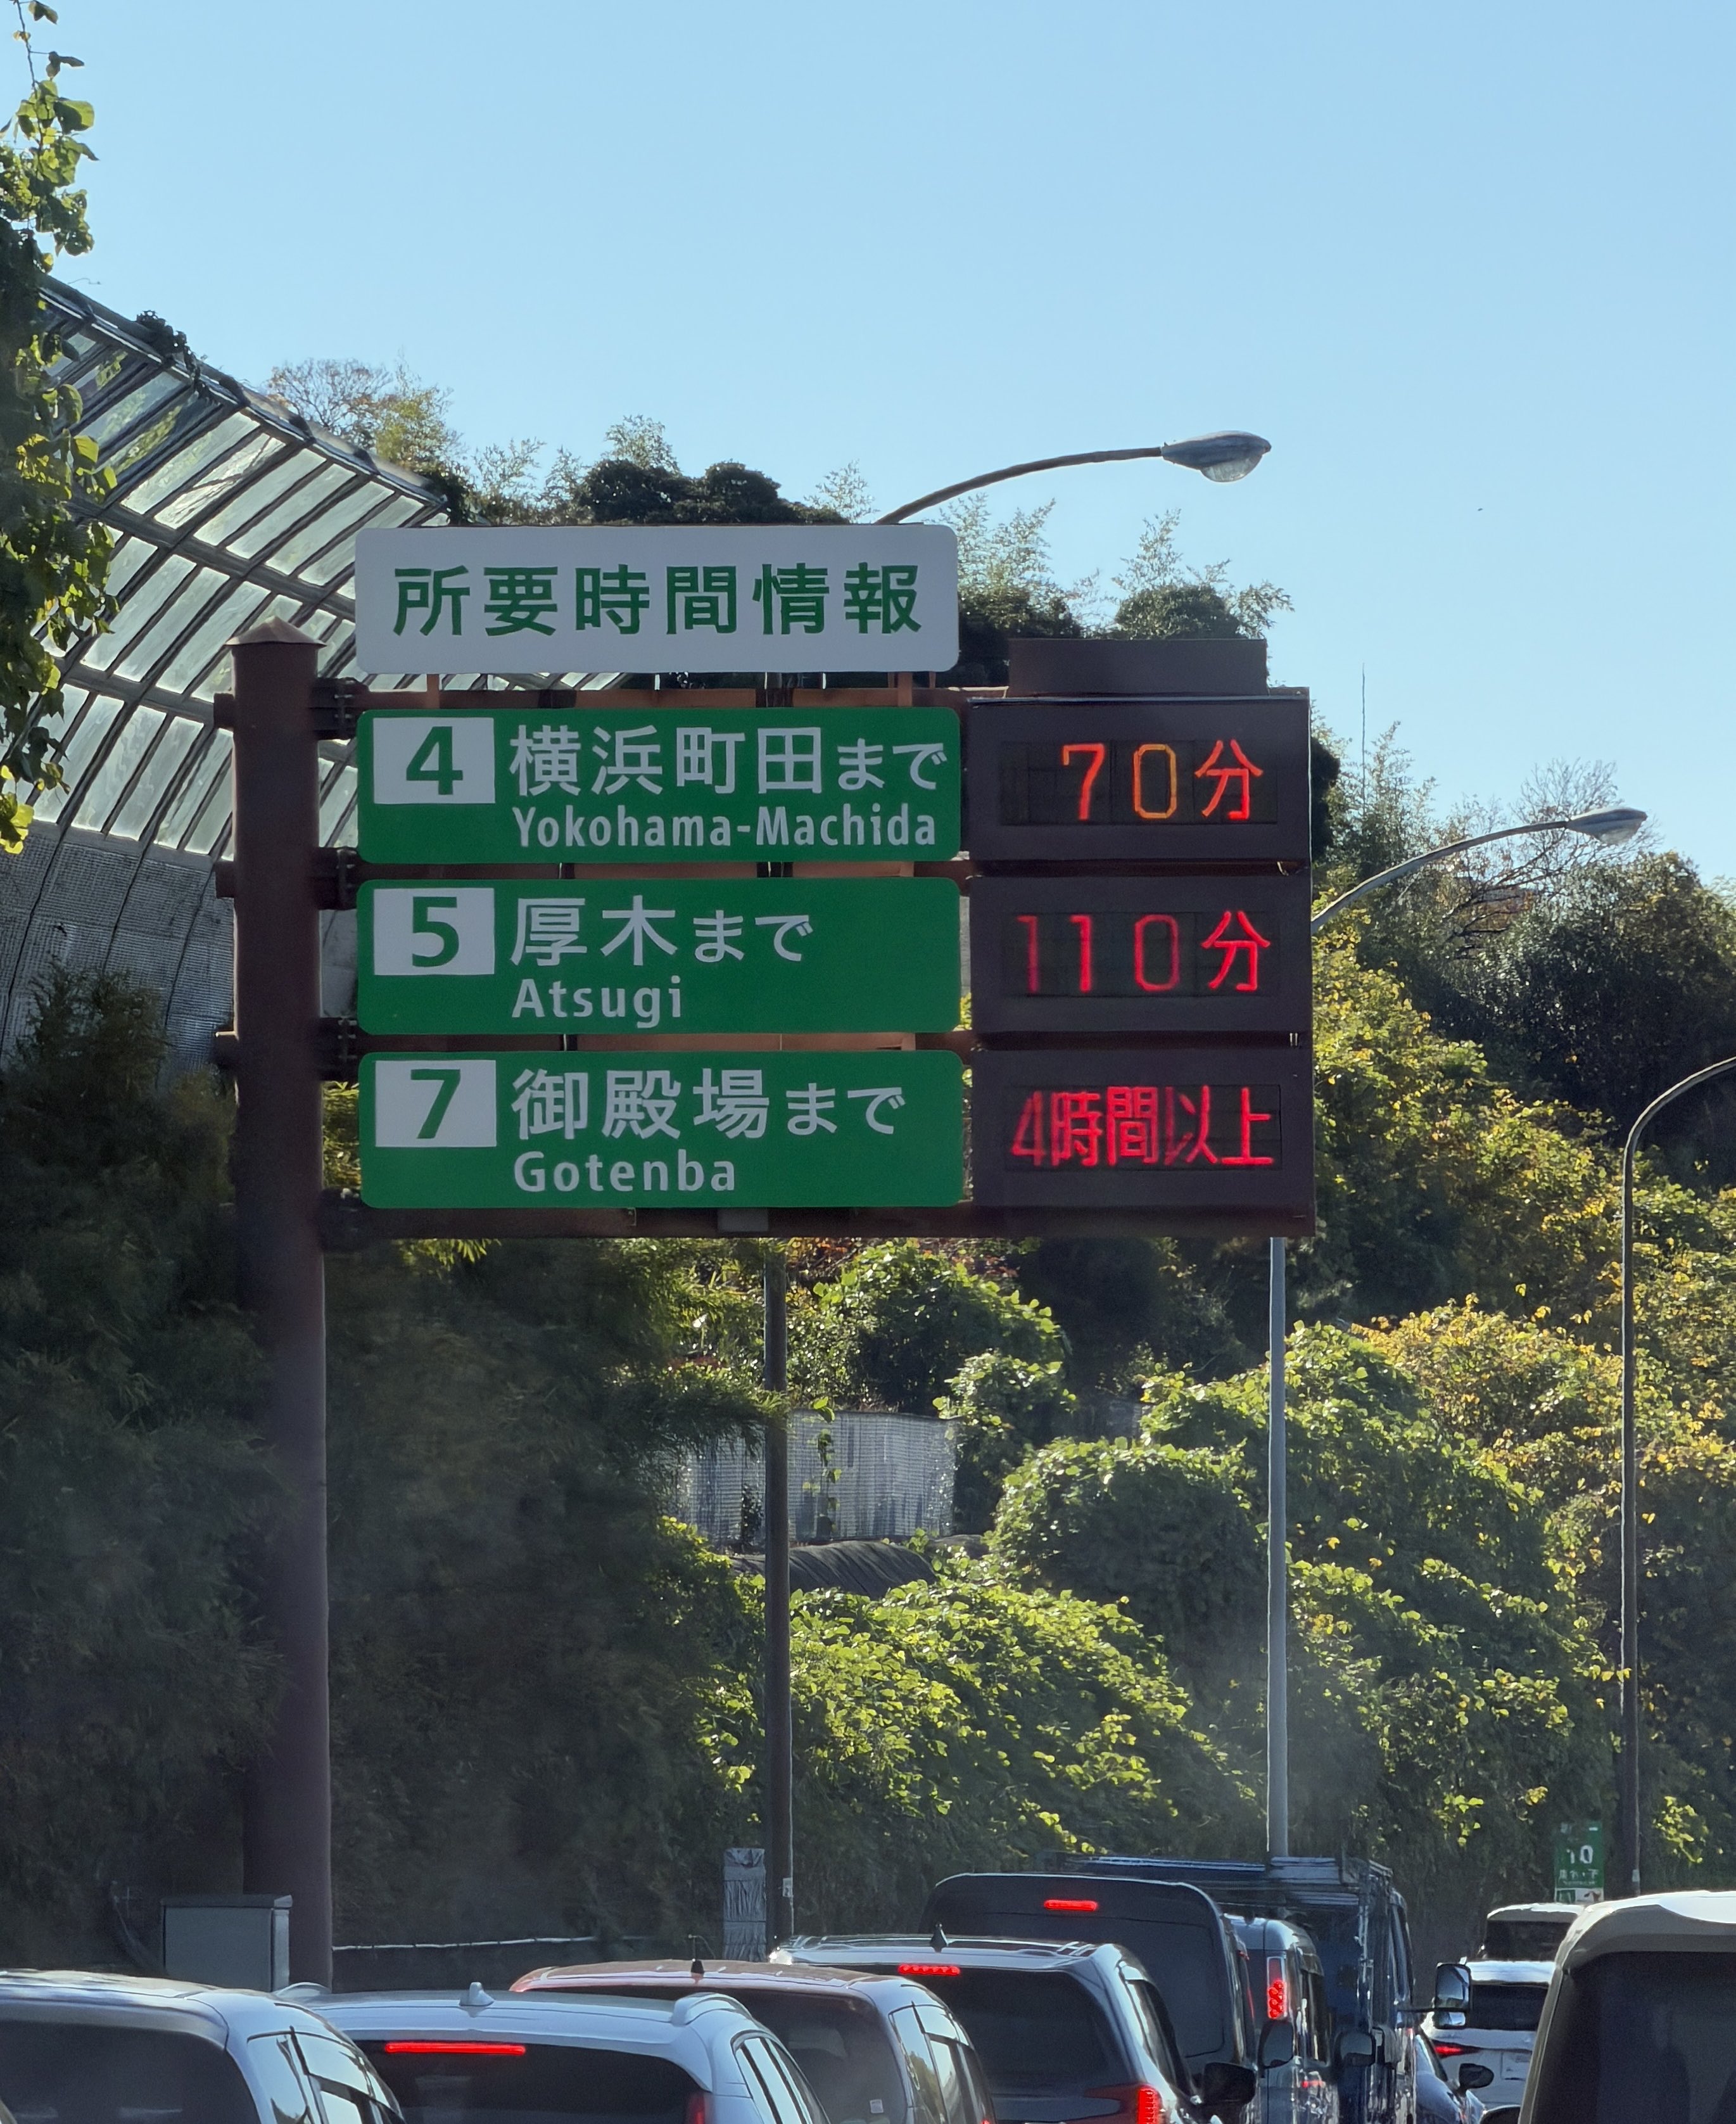 所要時間情報
4 横浜町田まで 70分
Yokohama-Machida
5 厚木まで 110分
Atsugi
7 御殿場まで 4時間以上
Gotenba